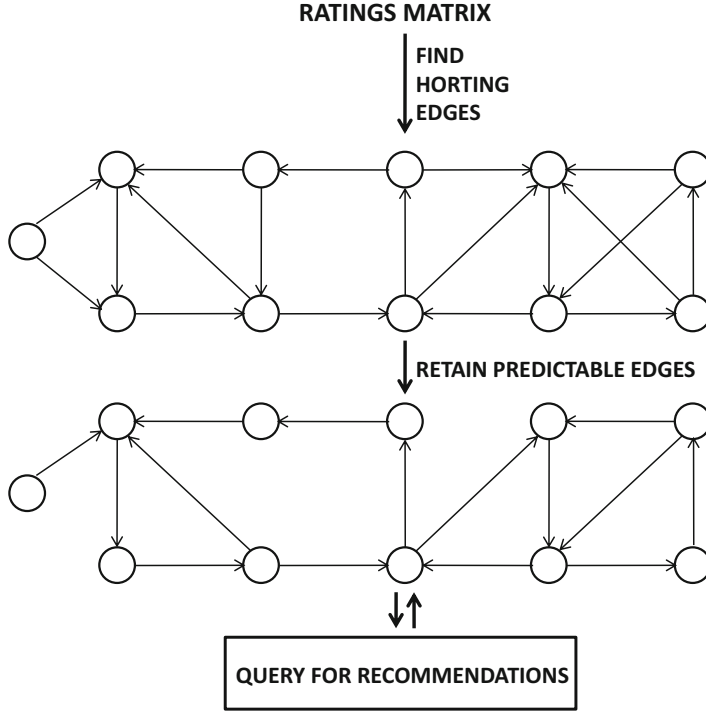 RATINGS MATRIX
FIND
HORTING
EDGES
RETAIN PREDICTABLE EDGES
QUERY FOR RECOMMENDATIONS